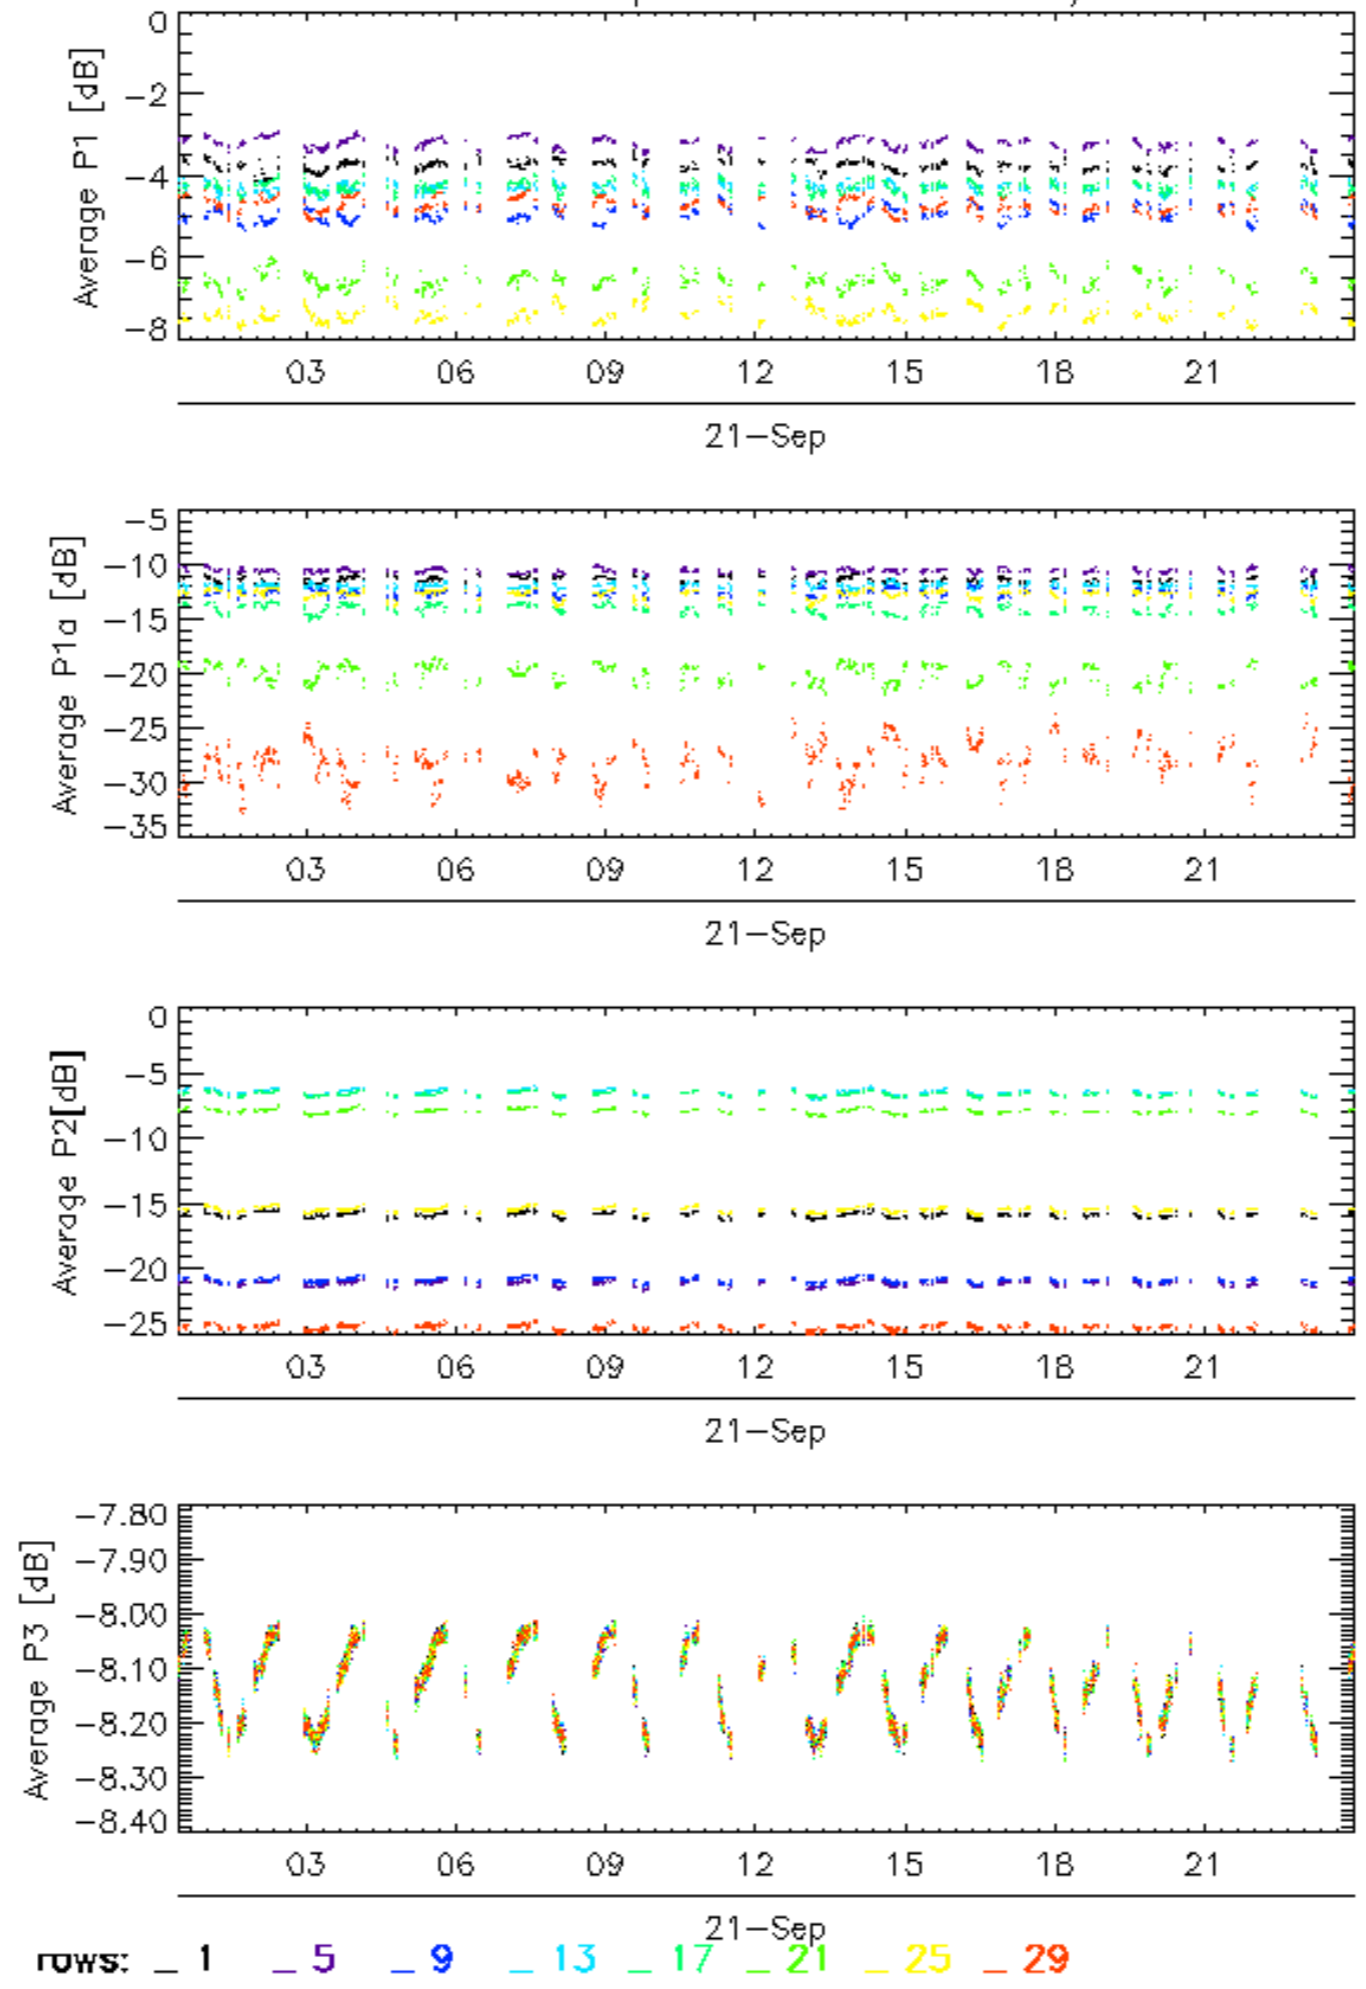 0
-2
-4
-6
-8
Average P1 [dB]
03 06 09 12 15 18 21
21-Sep
-5
-10
-15
-20
-25
-30
-35
Average P1a [dB]
03 06 09 12 15 18 21
21-Sep
0
-5
-10
-15
-20
-25
Average P2[dB]
03 06 09 12 15 18 21
21-Sep
-7.80
-7.90
-8.00
-8.10
-8.20
-8.30
-8.40
Average P3 [dB]
03 06 09 12 15 18 21
21-Sep
rows: _ 1 _ 5 _ 9 _ 13 _ 17 _ 21 _ 25 _ 29